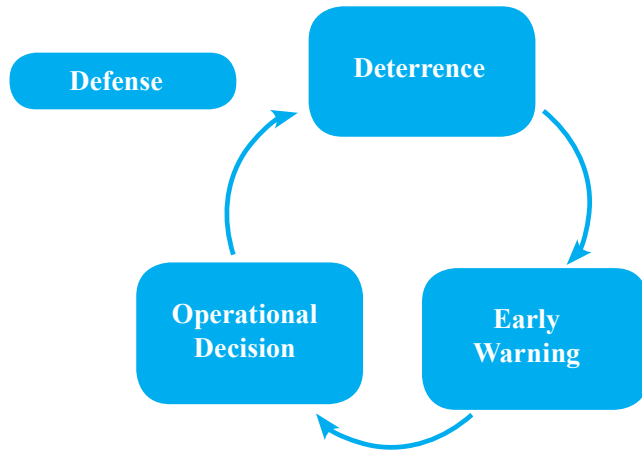 Defense
Deterrence
Operational
Decision
Early
Warning